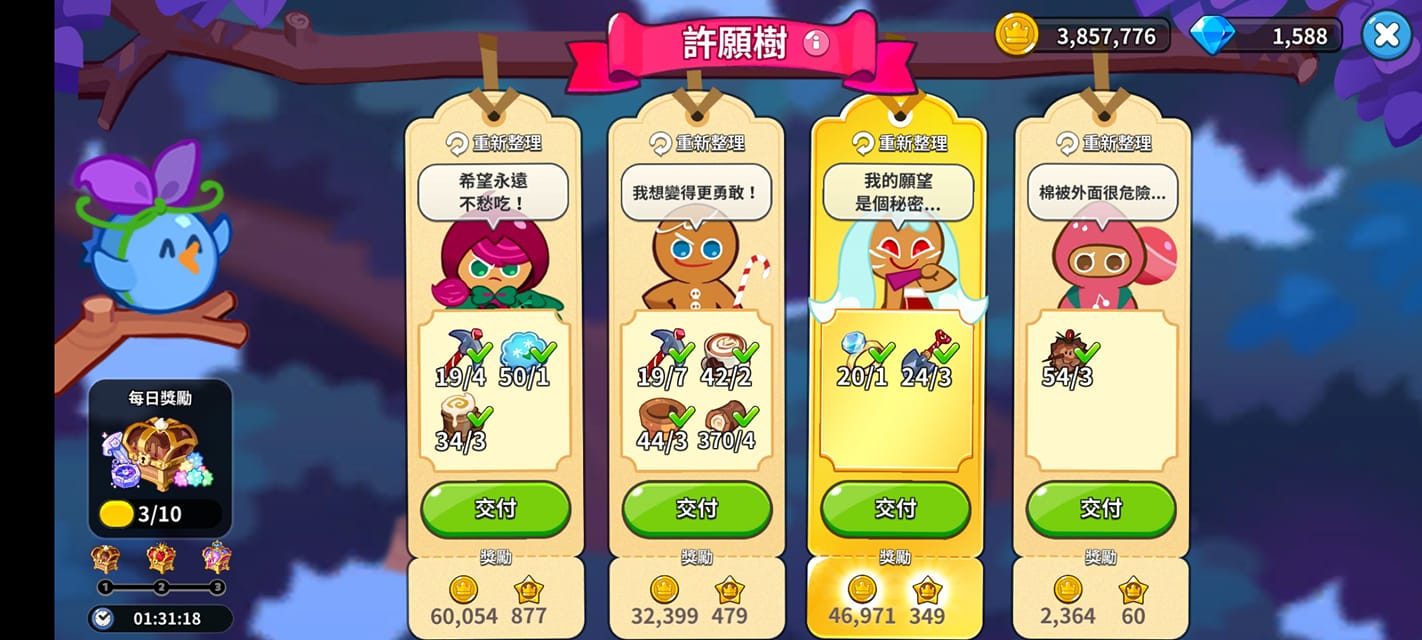 許願樹
3,857,776
1,588
重新整理
希望永遠
不愁吃！
19/4 50/1
34/3
交付
獎勵
60,054 877
重新整理
我想變得更勇敢！
19/7 42/2
44/3 370/4
交付
獎勵
32,399 479
重新整理
我的願望
是個秘密...
20/1 24/3
交付
獎勵
46,971 349
重新整理
棉被外面很危險...
54/3
交付
獎勵
2,364 60
每日獎勵
3/10
1 2 3
01:31:18